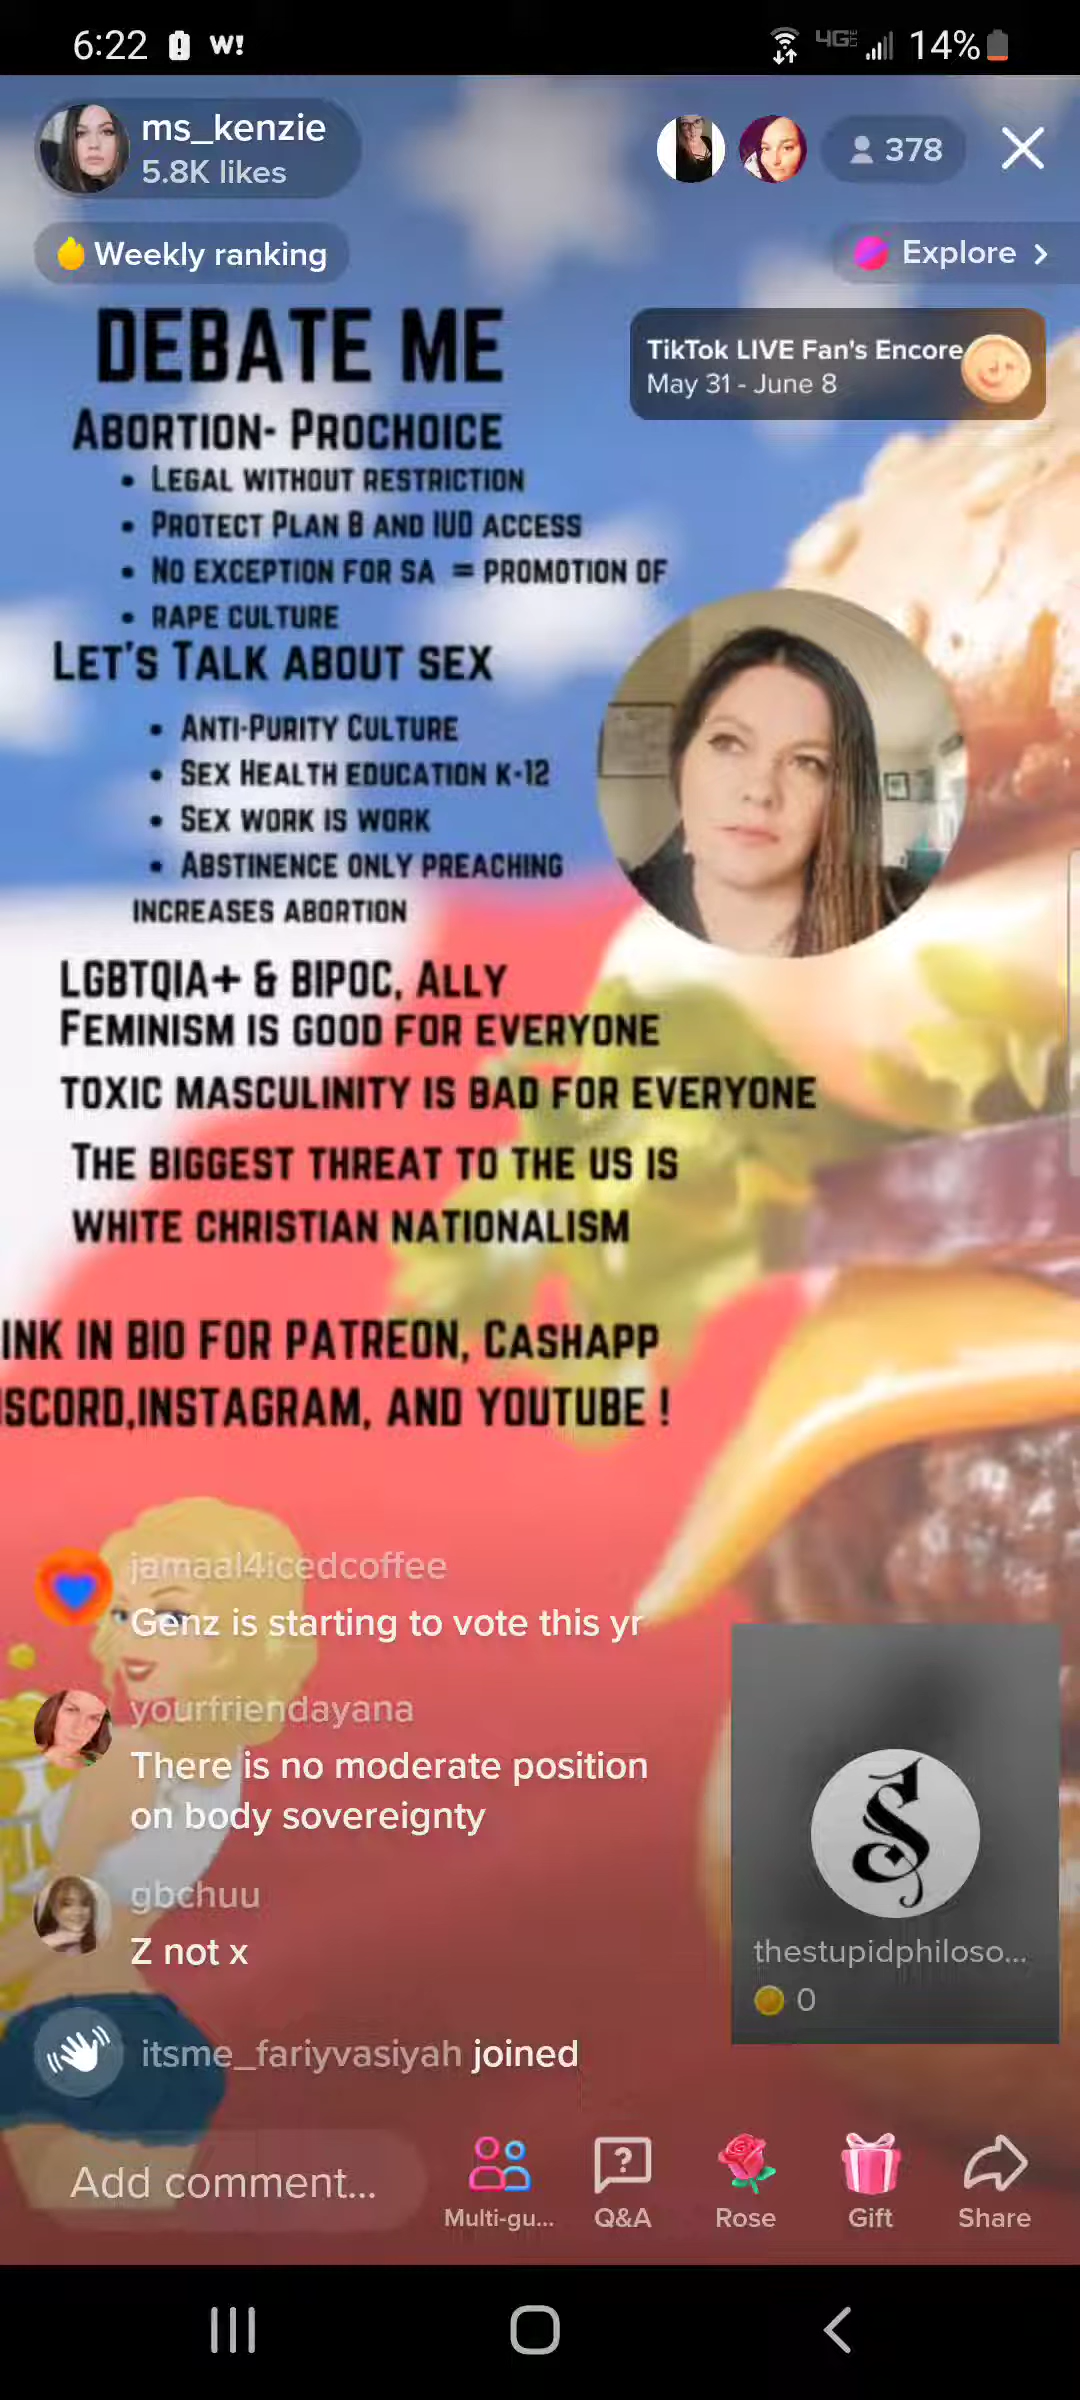 6:22 W! 4G LTE 14%
ms_kenzie
5.8K likes
378
Weekly ranking
Explore >
DEBATE ME
TikTok LIVE Fan's Encore
May 31 - June 8
ABORTION- PROCHOICE
• LEGAL WITHOUT RESTRICTION
• PROTECT PLAN B AND IUD ACCESS
• NO EXCEPTION FOR SA = PROMOTION OF
• RAPE CULTURE
LET'S TALK ABOUT SEX
• ANTI-PURITY CULTURE
• SEX HEALTH EDUCATION K-12
• SEX WORK IS WORK
• ABSTINENCE ONLY PREACHING
INCREASES ABORTION
LGBTQIA+ & BIPOC, ALLY
FEMINISM IS GOOD FOR EVERYONE
TOXIC MASCULINITY IS BAD FOR EVERYONE
THE BIGGEST THREAT TO THE US IS
WHITE CHRISTIAN NATIONALISM
INK IN BIO FOR PATREON, CASHAPP
ISCORD,INSTAGRAM, AND YOUTUBE !
jamaal4icedcoffee
Genz is starting to vote this yr
yourfriendayana
There is no moderate position
on body sovereignty
gbchuu
Z not x
S
thestupidphiloso...
0
itsme_fariyvasiyah joined
Add comment...
Multi-gu...
Q&A
Rose
Gift
Share